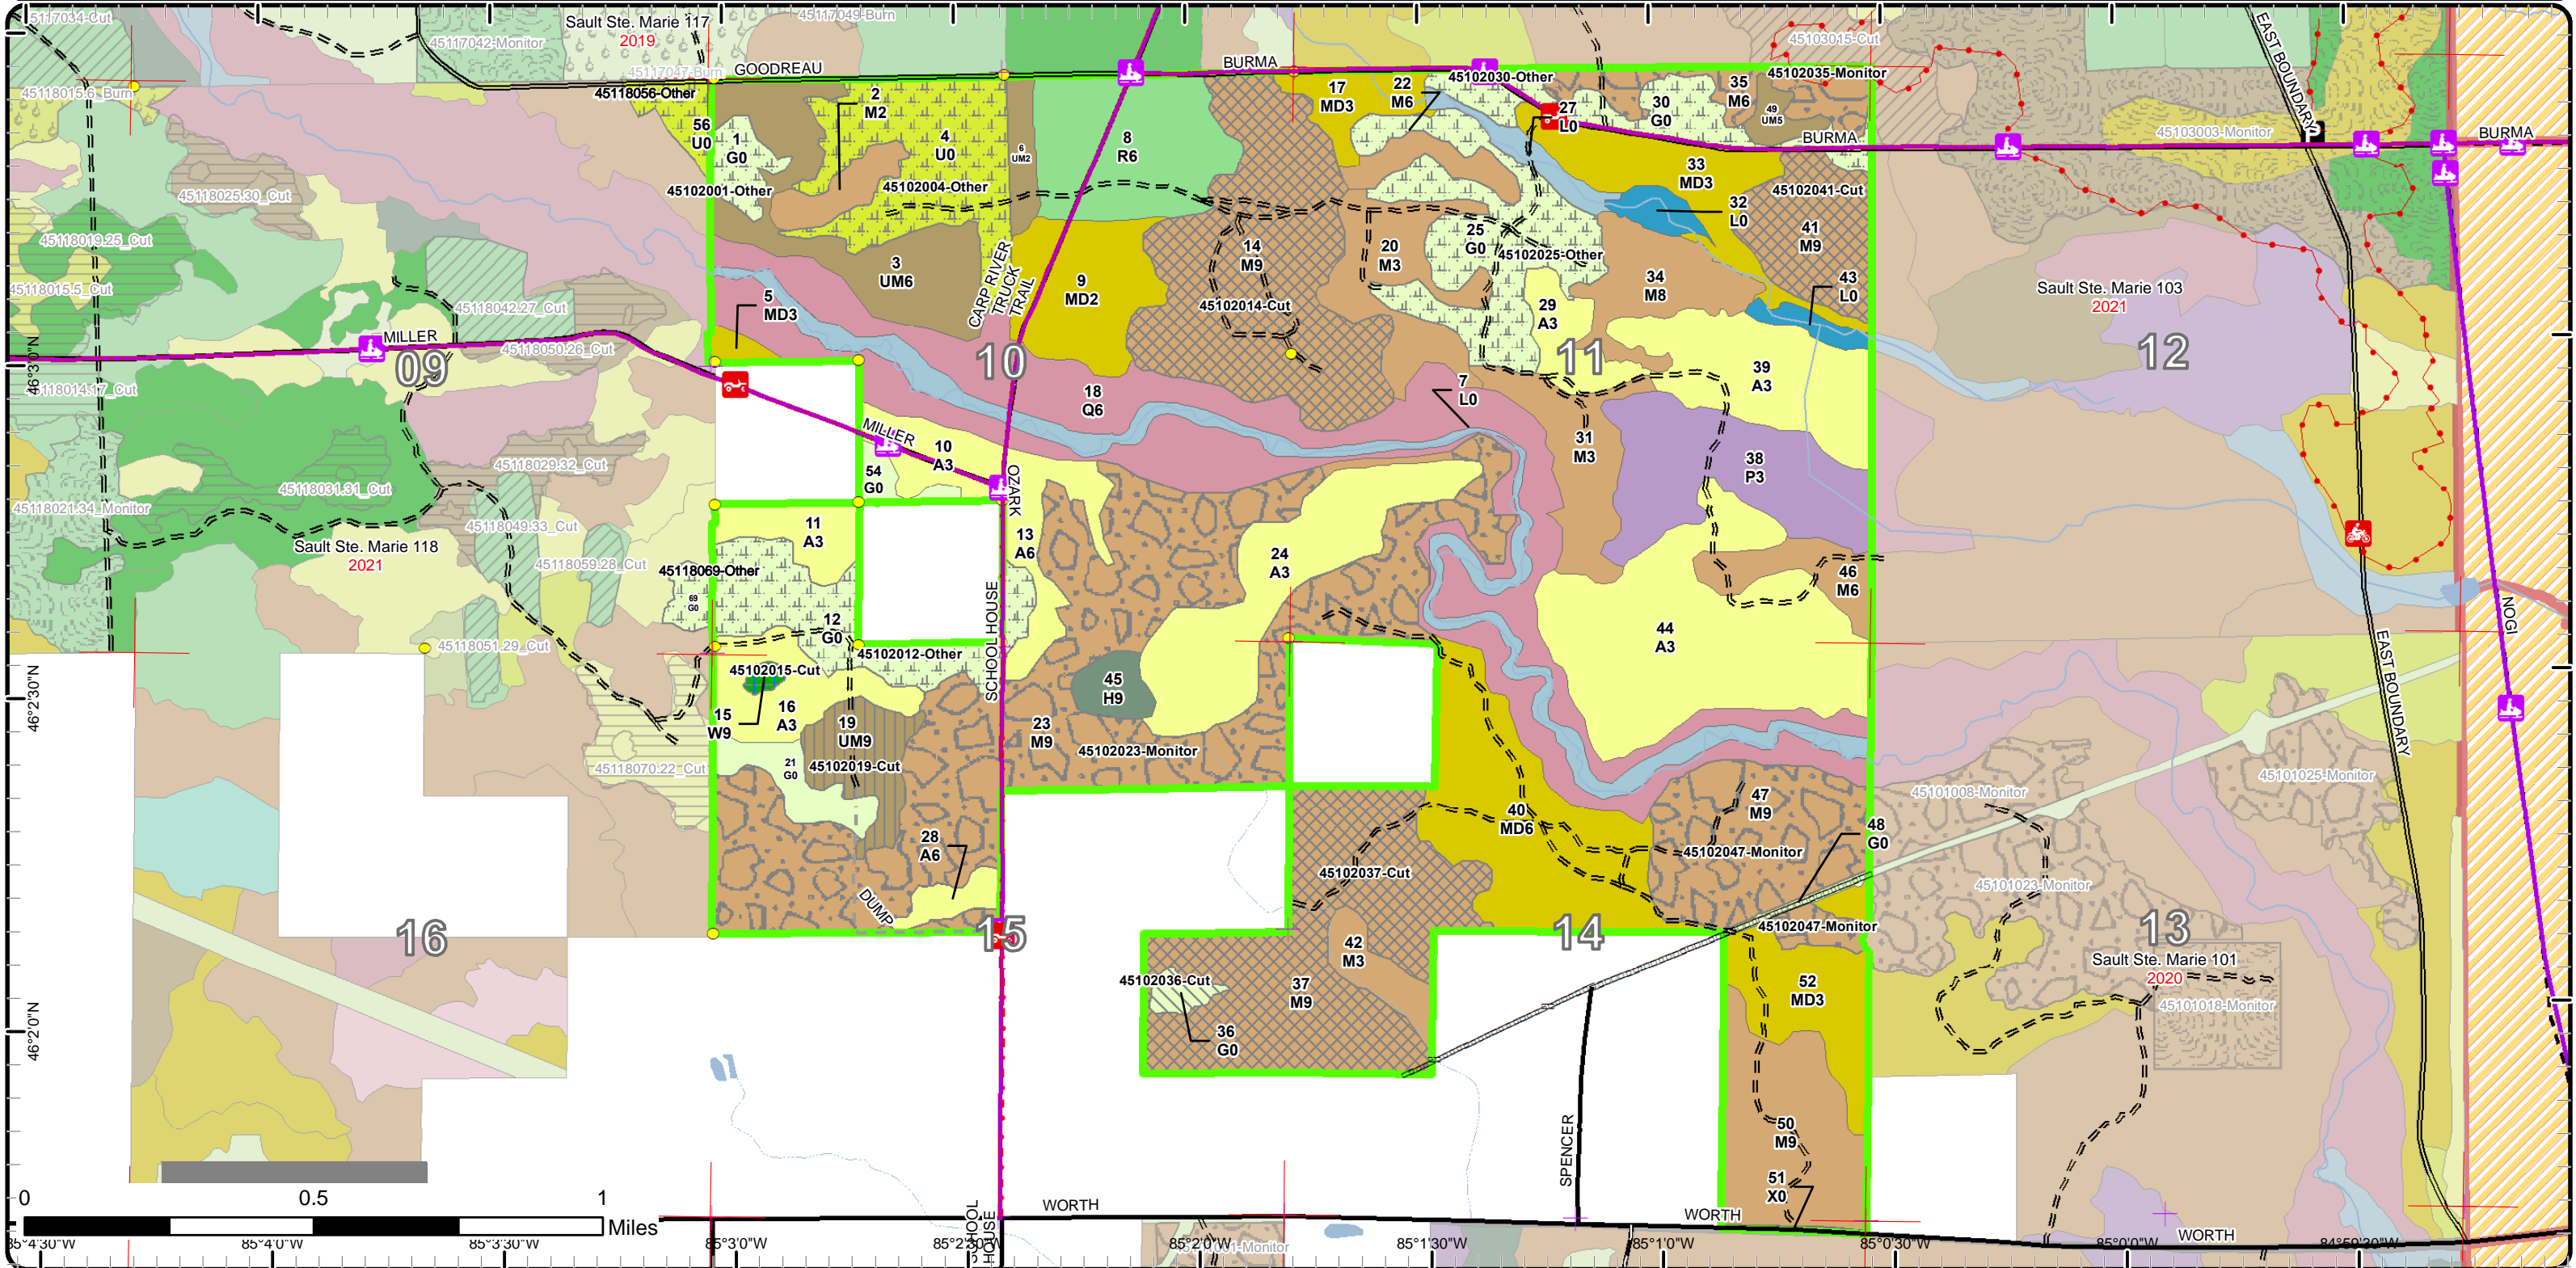 45117034-Cut
Sault Ste. Marie 117
2019
45117049-Burn
45117042-Monitor
45117047-Burn
GOODREAU
BURMA
45103015-Cut
EAST BOUNDARY
45118015.6_Burn
45118056-Other
2
M2
17
MD3
22
M6
45102030-Other
45102035-Monitor
35
M6
30
G0
27
L0
49
UM5
56
U0
1
G0
4
U0
6
UM2
8
R6
BURMA
45103003-Monitor
P
BURMA
33
MD3
45118025.30_Cut
45102001-Other
45102004-Other
45102041-Cut
32
L0
41
M9
45118019.25_Cut
CARP RIVER
TRUCK
TRAIL
3
UM6
9
MD2
14
M9
20
M3
25
G0
45102025-Other
45118015.5_Cut
5
MD3
45118042.27_Cut
45102014-Cut
34
M8
29
A3
43
L0
Sault Ste. Marie 103
2021
MILLER
45118050.26_Cut
46°3'0"N
09
10
11
12
45118014.17_Cut
18
Q6
7
L0
39
A3
MILLER
10
A3
31
M3
38
P3
45118029.32_Cut
54
G0
OZARK
45118031.31_Cut
45118021.34_Monitor
45118049.33_Cut
11
A3
13
A6
24
A3
Sault Ste. Marie 118
2021
45118059.28_Cut
45118069-Other
69
G0
46
M6
NOGI
SCHOOLHOUSE
12
G0
44
A3
45118051.29_Cut
45102012-Other
45102015-Cut
EAST BOUNDARY
46°2'30"N
45
H9
15
W9
16
A3
19
UM9
23
M9
45102023-Monitor
45118070.22_Cut
21
G0
45102019-Cut
45101025-Monitor
45101008-Monitor
47
M9
40
MD6
48
G0
28
A6
45102047-Monitor
45102037-Cut
45101023-Monitor
DUMP
16
15
14
13
45102047-Monitor
42
M3
Sault Ste. Marie 101
2020
45102036-Cut
37
M9
52
MD3
45101018-Monitor
46°2'0"N
36
G0
50
M9
SPENCER
51
X0
0
0.5
1
Miles
WORTH
WORTH
WORTH
SCHOOL
HOUSE
85°4'30"W
85°4'0"W
85°3'30"W
85°3'0"W
85°2'30"W
85°2'0"W
85°1'30"W
85°1'0"W
85°0'30"W
85°0'0"W
84°59'30"W